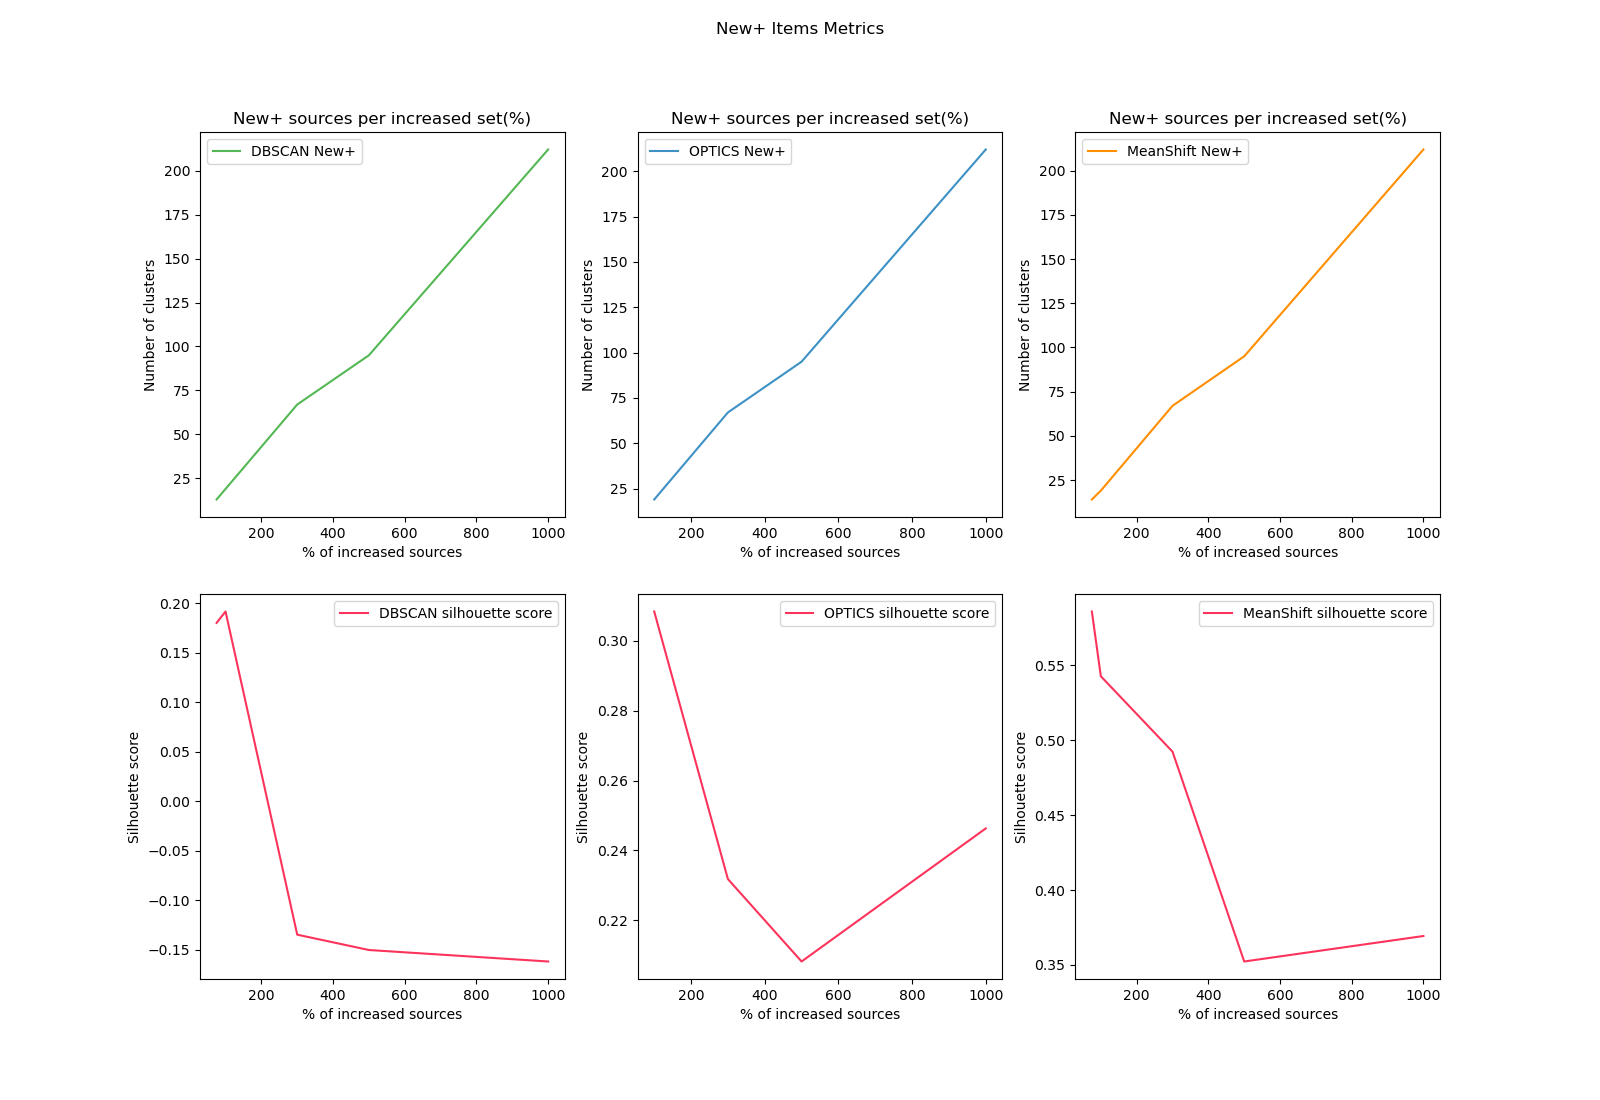 New+ Items Metrics
New+ sources per increased set(%)
DBSCAN New+
200
175
150
125
100
75
50
25
Number of clusters
200 400 600 800 1000
% of increased sources
New+ sources per increased set(%)
OPTICS New+
200
175
150
125
100
75
50
25
Number of clusters
200 400 600 800 1000
% of increased sources
New+ sources per increased set(%)
MeanShift New+
200
175
150
125
100
75
50
25
Number of clusters
200 400 600 800 1000
% of increased sources
DBSCAN silhouette score
0.20
0.15
0.10
0.05
0.00
−0.05
−0.10
−0.15
Silhouette score
200 400 600 800 1000
% of increased sources
OPTICS silhouette score
0.30
0.28
0.26
0.24
0.22
Silhouette score
200 400 600 800 1000
% of increased sources
MeanShift silhouette score
0.55
0.50
0.45
0.40
0.35
Silhouette score
200 400 600 800 1000
% of increased sources